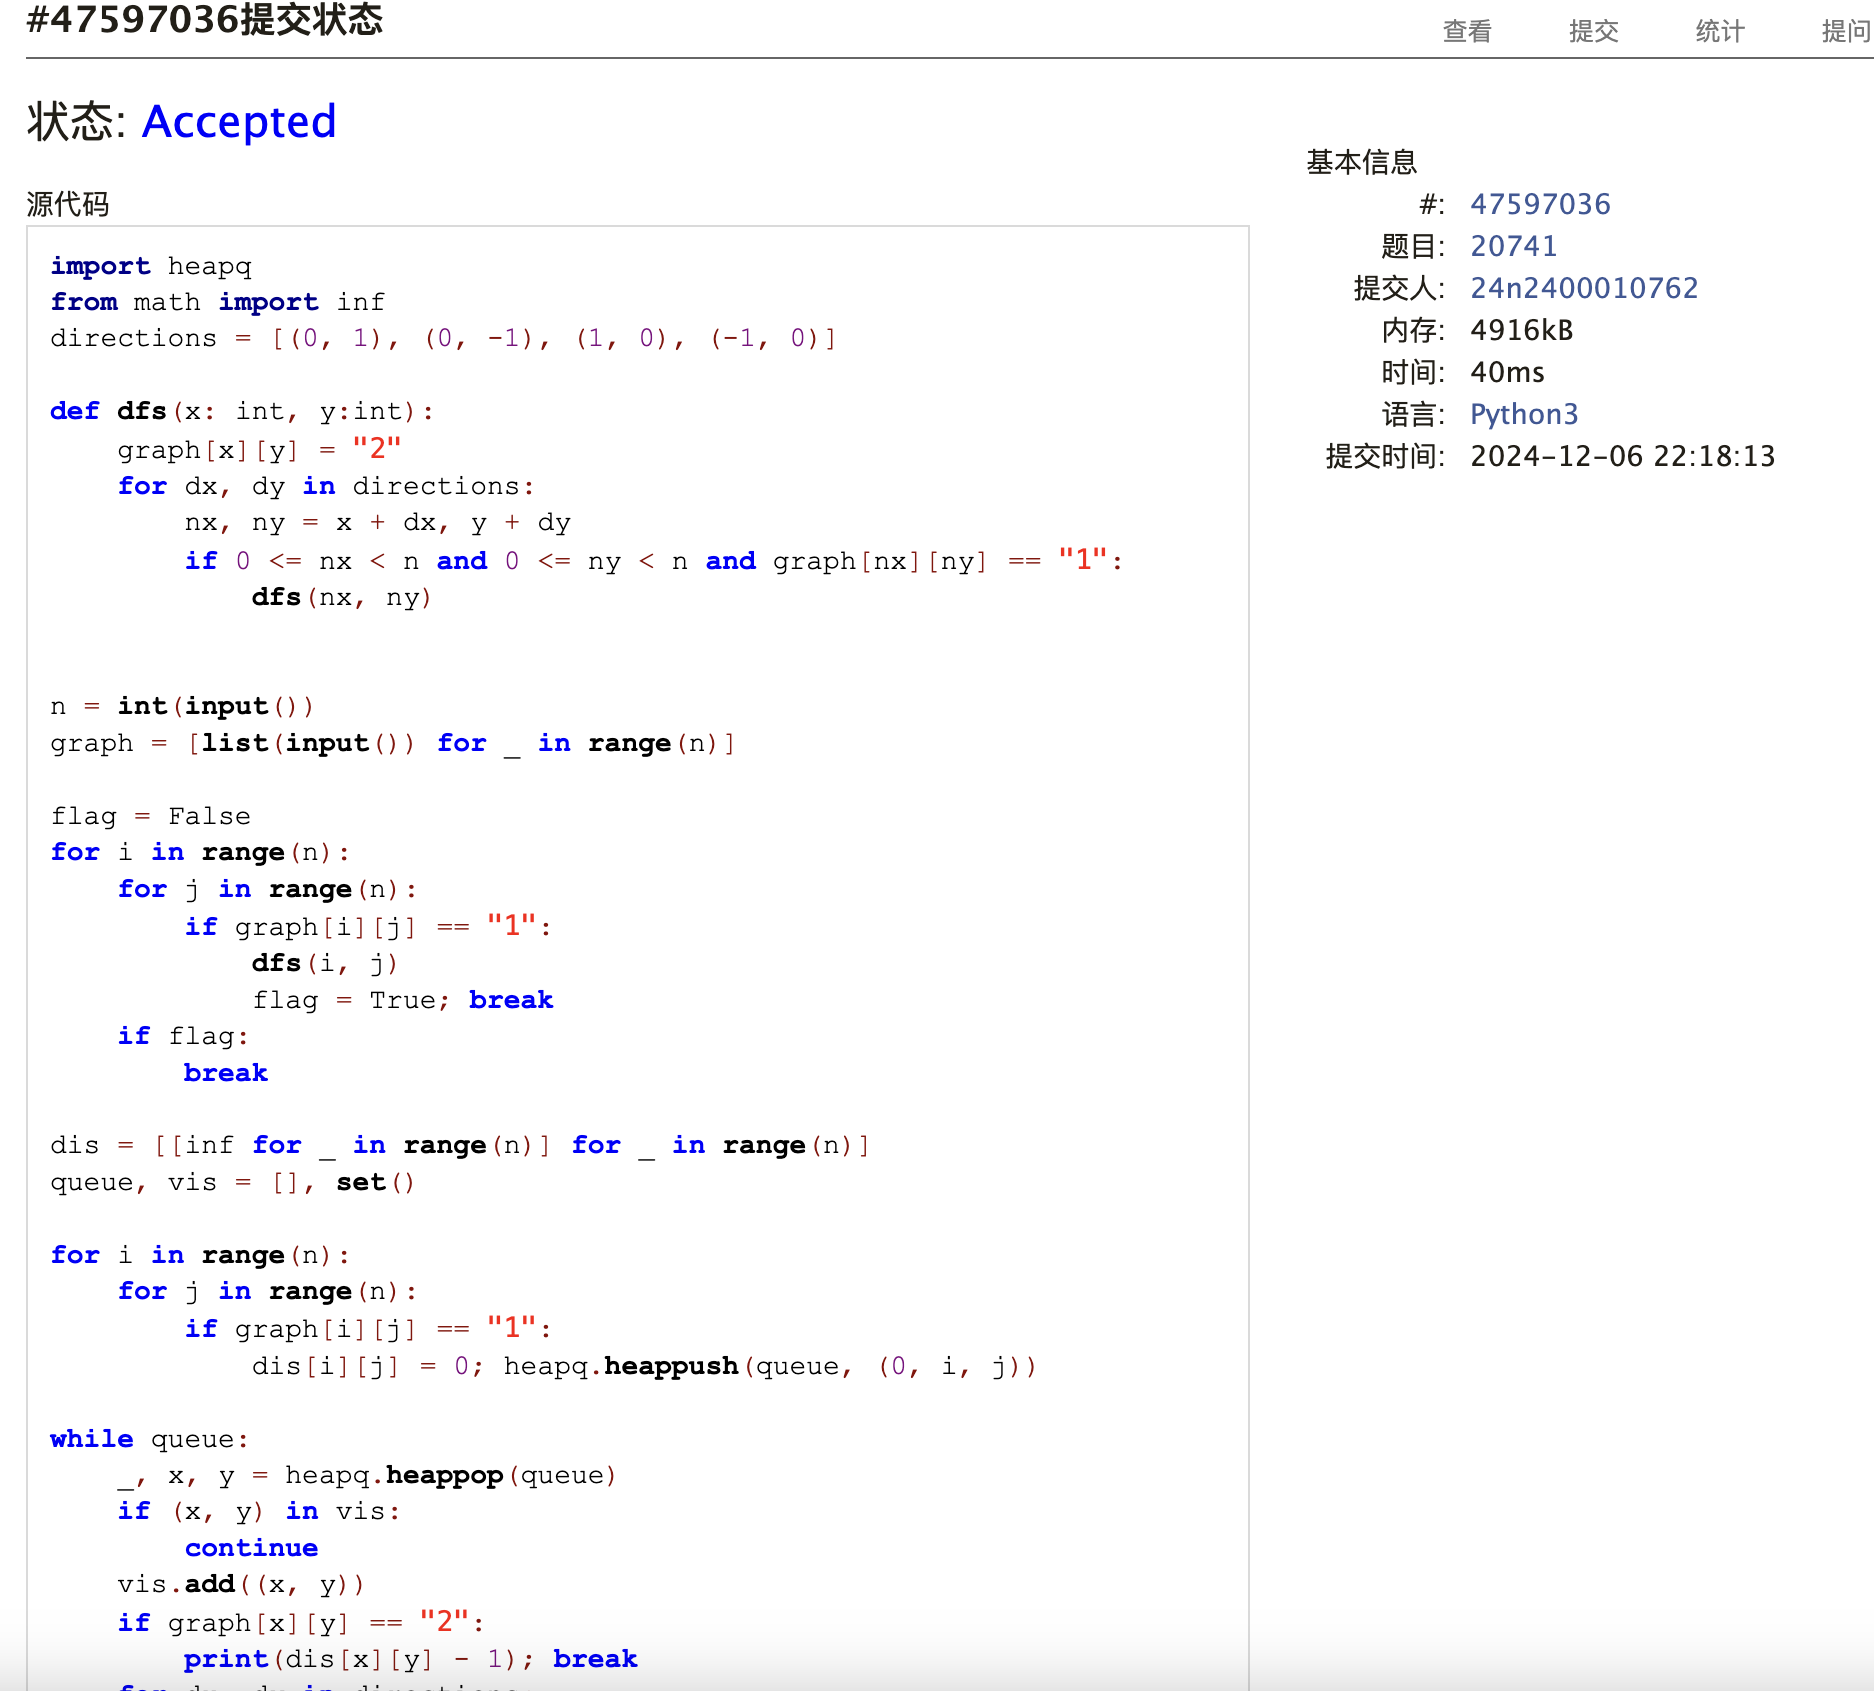 #47597036提交状态
查看 提交 统计 提问
状态: Accepted
源代码
import heapq
from math import inf
directions = [(0, 1), (0, -1), (1, 0), (-1, 0)]
def dfs(x: int, y:int):
    graph[x][y] = "2"
    for dx, dy in directions:
        nx, ny = x + dx, y + dy
        if 0 <= nx < n and 0 <= ny < n and graph[nx][ny] == "1":
            dfs(nx, ny)
n = int(input())
graph = [list(input()) for _ in range(n)]
flag = False
for i in range(n):
    for j in range(n):
        if graph[i][j] == "1":
            dfs(i, j)
            flag = True; break
    if flag:
        break
dis = [[inf for _ in range(n)] for _ in range(n)]
queue, vis = [], set()
for i in range(n):
    for j in range(n):
        if graph[i][j] == "1":
            dis[i][j] = 0; heapq.heappush(queue, (0, i, j))
while queue:
    _, x, y = heapq.heappop(queue)
    if (x, y) in vis:
        continue
    vis.add((x, y))
    if graph[x][y] == "2":
        print(dis[x][y] - 1); break
    for dx, dy in directions:
基本信息
#: 47597036
题目: 20741
提交人: 24n2400010762
内存: 4916kB
时间: 40ms
语言: Python3
提交时间: 2024-12-06 22:18:13